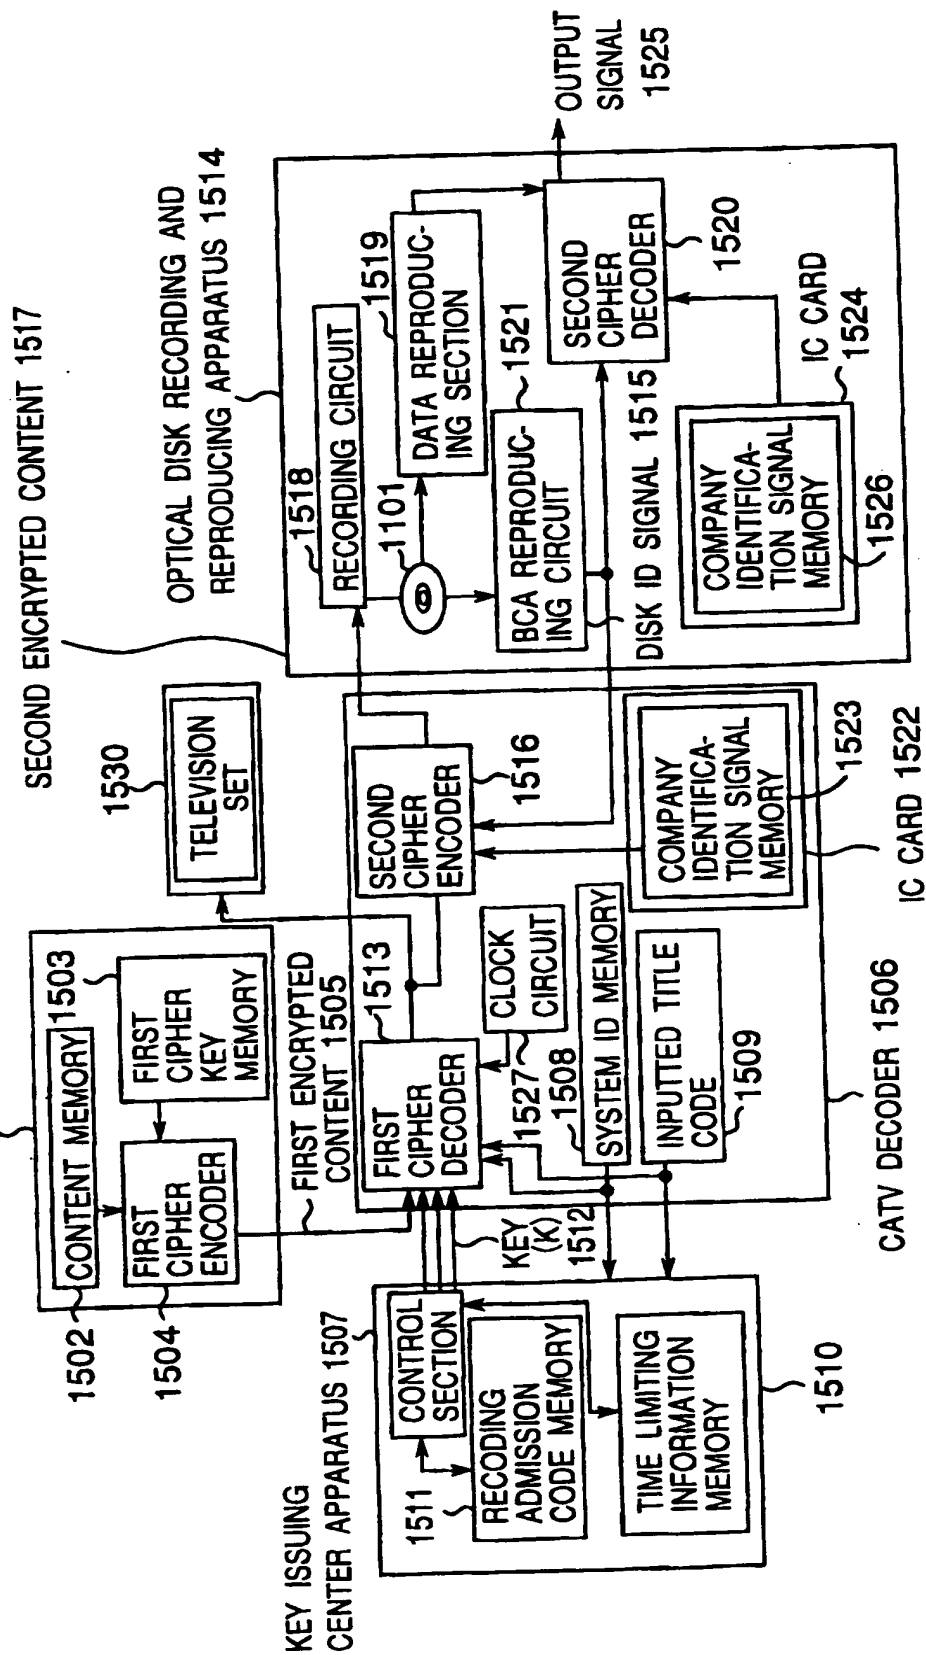 SECOND ENCRYPTED CONTENT 1517
OPTICAL DISK RECORDING AND
REPRODUCING APPARATUS 1514
1502
CONTENT MEMORY
1503
FIRST
CIPHER
KEY
MEMORY
1504
FIRST
CIPHER
ENCODER
1530
TELEVISION
SET
FIRST ENCRYPTED
CONTENT 1505
1513
FIRST
CIPHER
DECODER
SECOND
CIPHER
ENCODER
1516
CLOCK
CIRCUIT
1527
1508
SYSTEM ID MEMORY
INPUTTED TITLE
CODE
1509
COMPANY
IDENTIFICA-
TION SIGNAL
MEMORY
1523
IC CARD 1522
CATV DECODER 1506
KEY ISSUING
CENTER APPARATUS 1507
CONTROL
SECTION
1511
RECODING
ADMISSION
CODE MEMORY
TIME LIMITING
INFORMATION
MEMORY
1510
KEY
(K)
1512
1518
RECORDING CIRCUIT
1101
1519
DATA REPRODUC-
ING SECTION
BCA REPRODUC-
ING CIRCUIT
1521
DISK ID SIGNAL 1515
SECOND
CIPHER
DECODER
1520
COMPANY
IDENTIFICA-
TION SIGNAL
MEMORY
1526
IC CARD
1524
OUTPUT
SIGNAL
1525